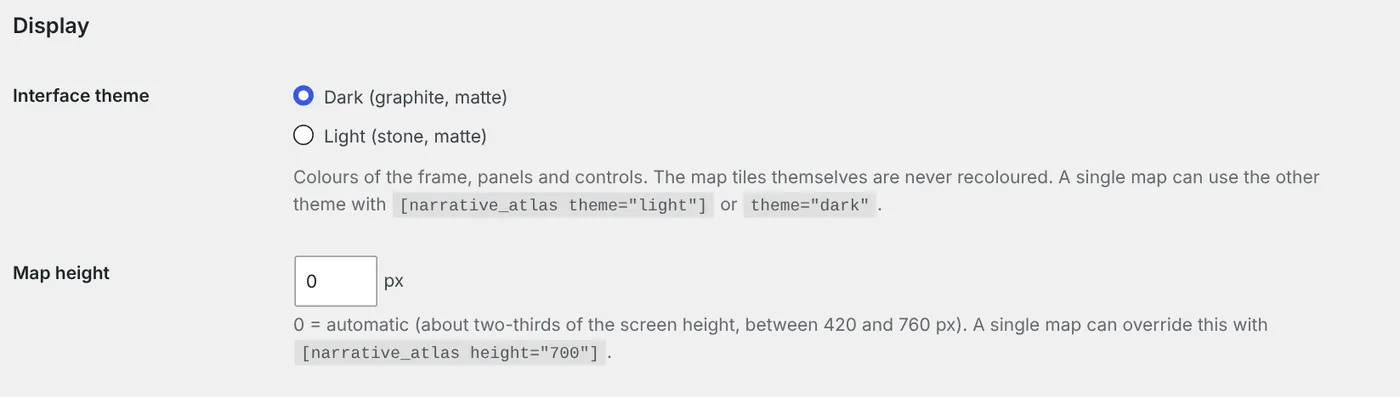 Display
Interface theme
Dark (graphite, matte)
Light (stone, matte)
Colours of the frame, panels and controls. The map tiles themselves are never recoloured. A single map can use the other
theme with [narrative_atlas theme="light"] or theme="dark" .
Map height
0 px
0 = automatic (about two-thirds of the screen height, between 420 and 760 px). A single map can override this with
[narrative_atlas height="700"] .